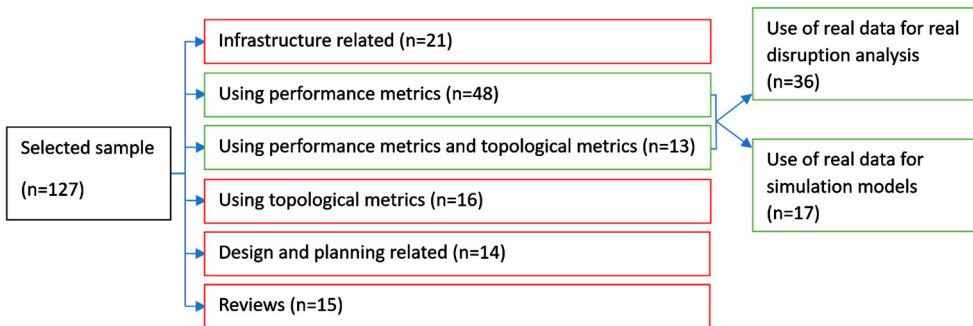 Selected sample
(n=127)
Infrastructure related (n=21)
Using performance metrics (n=48)
Using performance metrics and topological metrics (n=13)
Using topological metrics (n=16)
Design and planning related (n=14)
Reviews (n=15)
Use of real data for real
disruption analysis
(n=36)
Use of real data for
simulation models
(n=17)